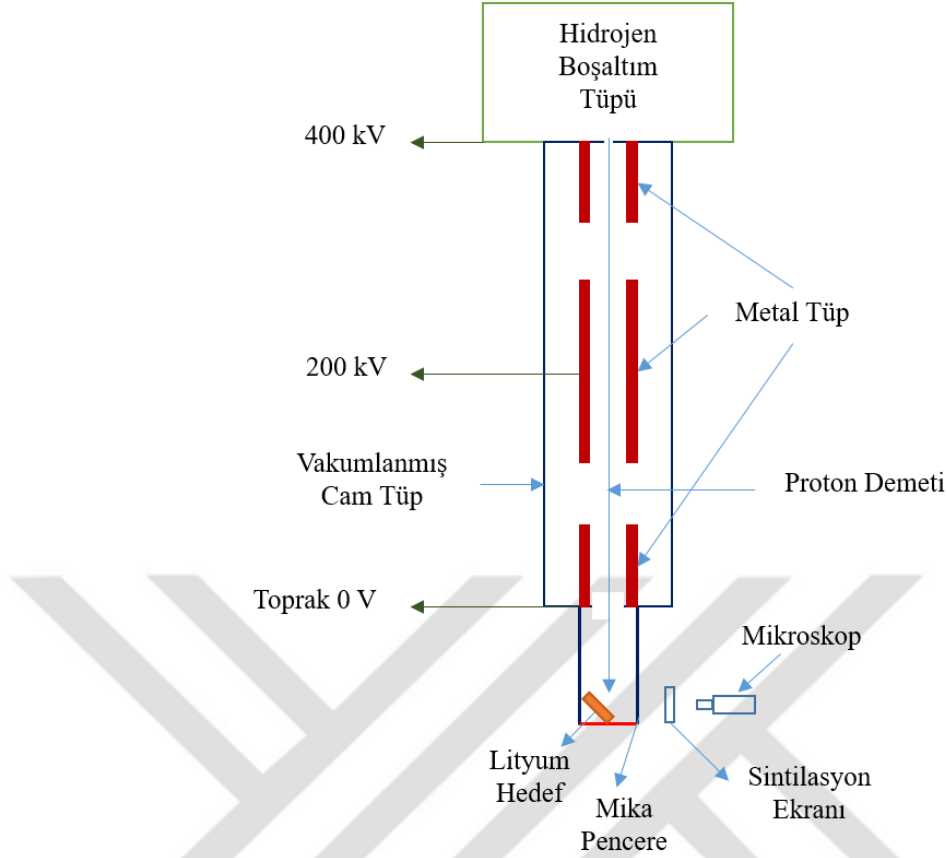 Hidrojen
Boşaltım
Tüpü
400 kV
Metal Tüp
200 kV
Vakumlanmış
Cam Tüp
Proton Demeti
Toprak 0 V
Mikroskop
Lityum
Hedef
Mika
Pencere
Sintilasyon
Ekranı